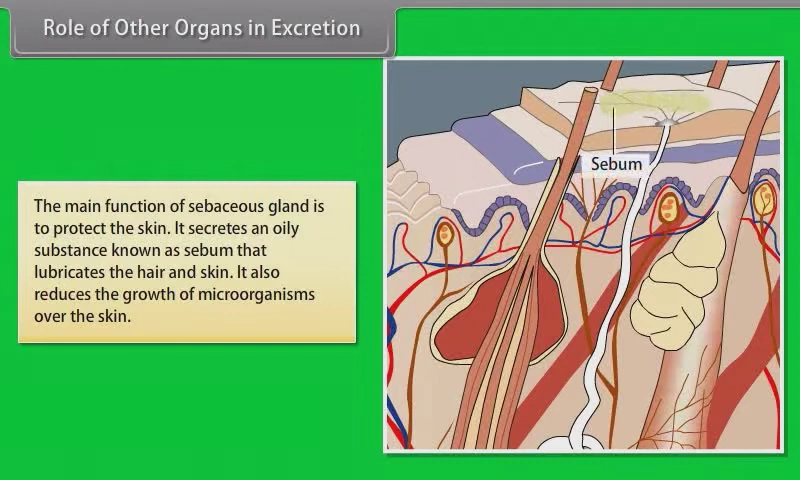 Role of Other Organs in Excretion
The main function of sebaceous gland is
to protect the skin. It secretes an oily
substance known as sebum that
lubricates the hair and skin. It also
reduces the growth of microorganisms
over the skin.
Sebum